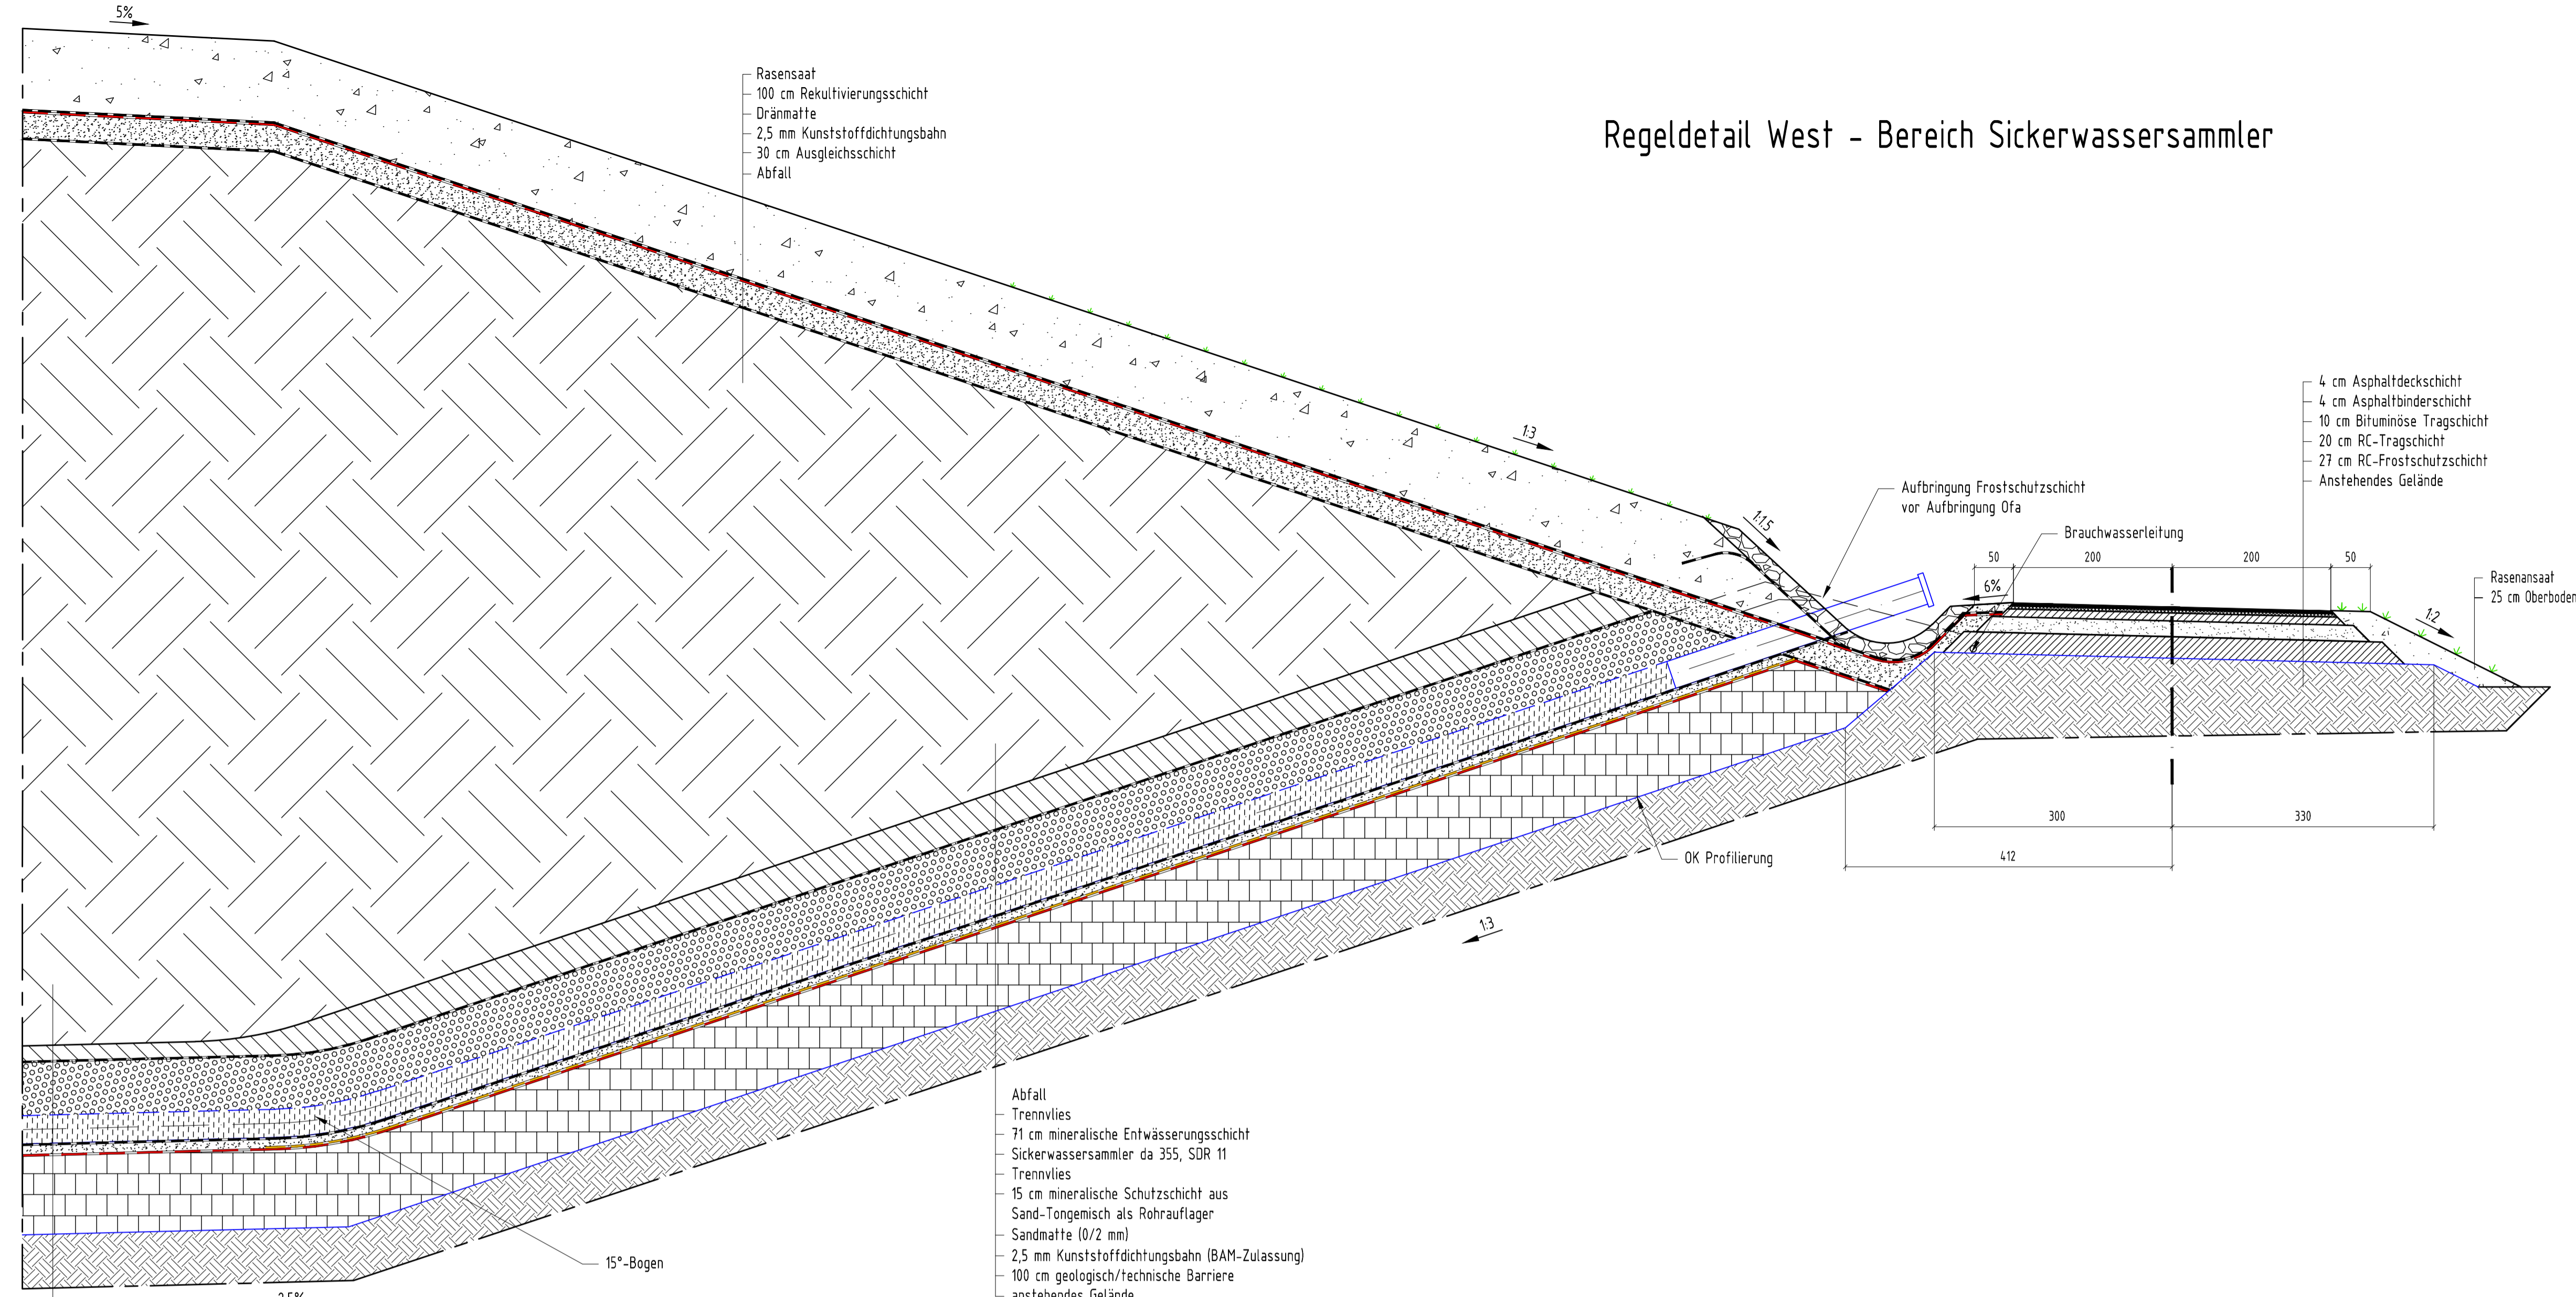 5%
Rasensaat
100 cm Rekultivierungsschicht
Dränmatte
2,5 mm Kunststoffdichtungsbahn
30 cm Ausgleichsschicht
Abfall
Regeldetail West - Bereich Sickerwassersammler
4 cm Asphaltdeckschicht
4 cm Asphaltbinderschicht
10 cm Bituminöse Tragschicht
20 cm RC-Tragschicht
27 cm RC-Frostschutzschicht
Anstehendes Gelände
1:3
Aufbringung Frostschutzschicht
vor Aufbringung Ofa
1:1.5
Brauchwasserleitung
50
200
200
50
6%
Rasenansaat
25 cm Oberboden
1:2
300
330
412
OK Profilierung
1:3
Abfall
Trennvlies
71 cm mineralische Entwässerungsschicht
Sickerwassersammler da 355, SDR 11
Trennvlies
15 cm mineralische Schutzschicht aus
Sand-Tongemisch als Rohrauflager
Sandmatte (0/2 mm)
2,5 mm Kunststoffdichtungsbahn (BAM-Zulassung)
100 cm geologisch/technische Barriere
anstehendes Gelände
15°-Bogen